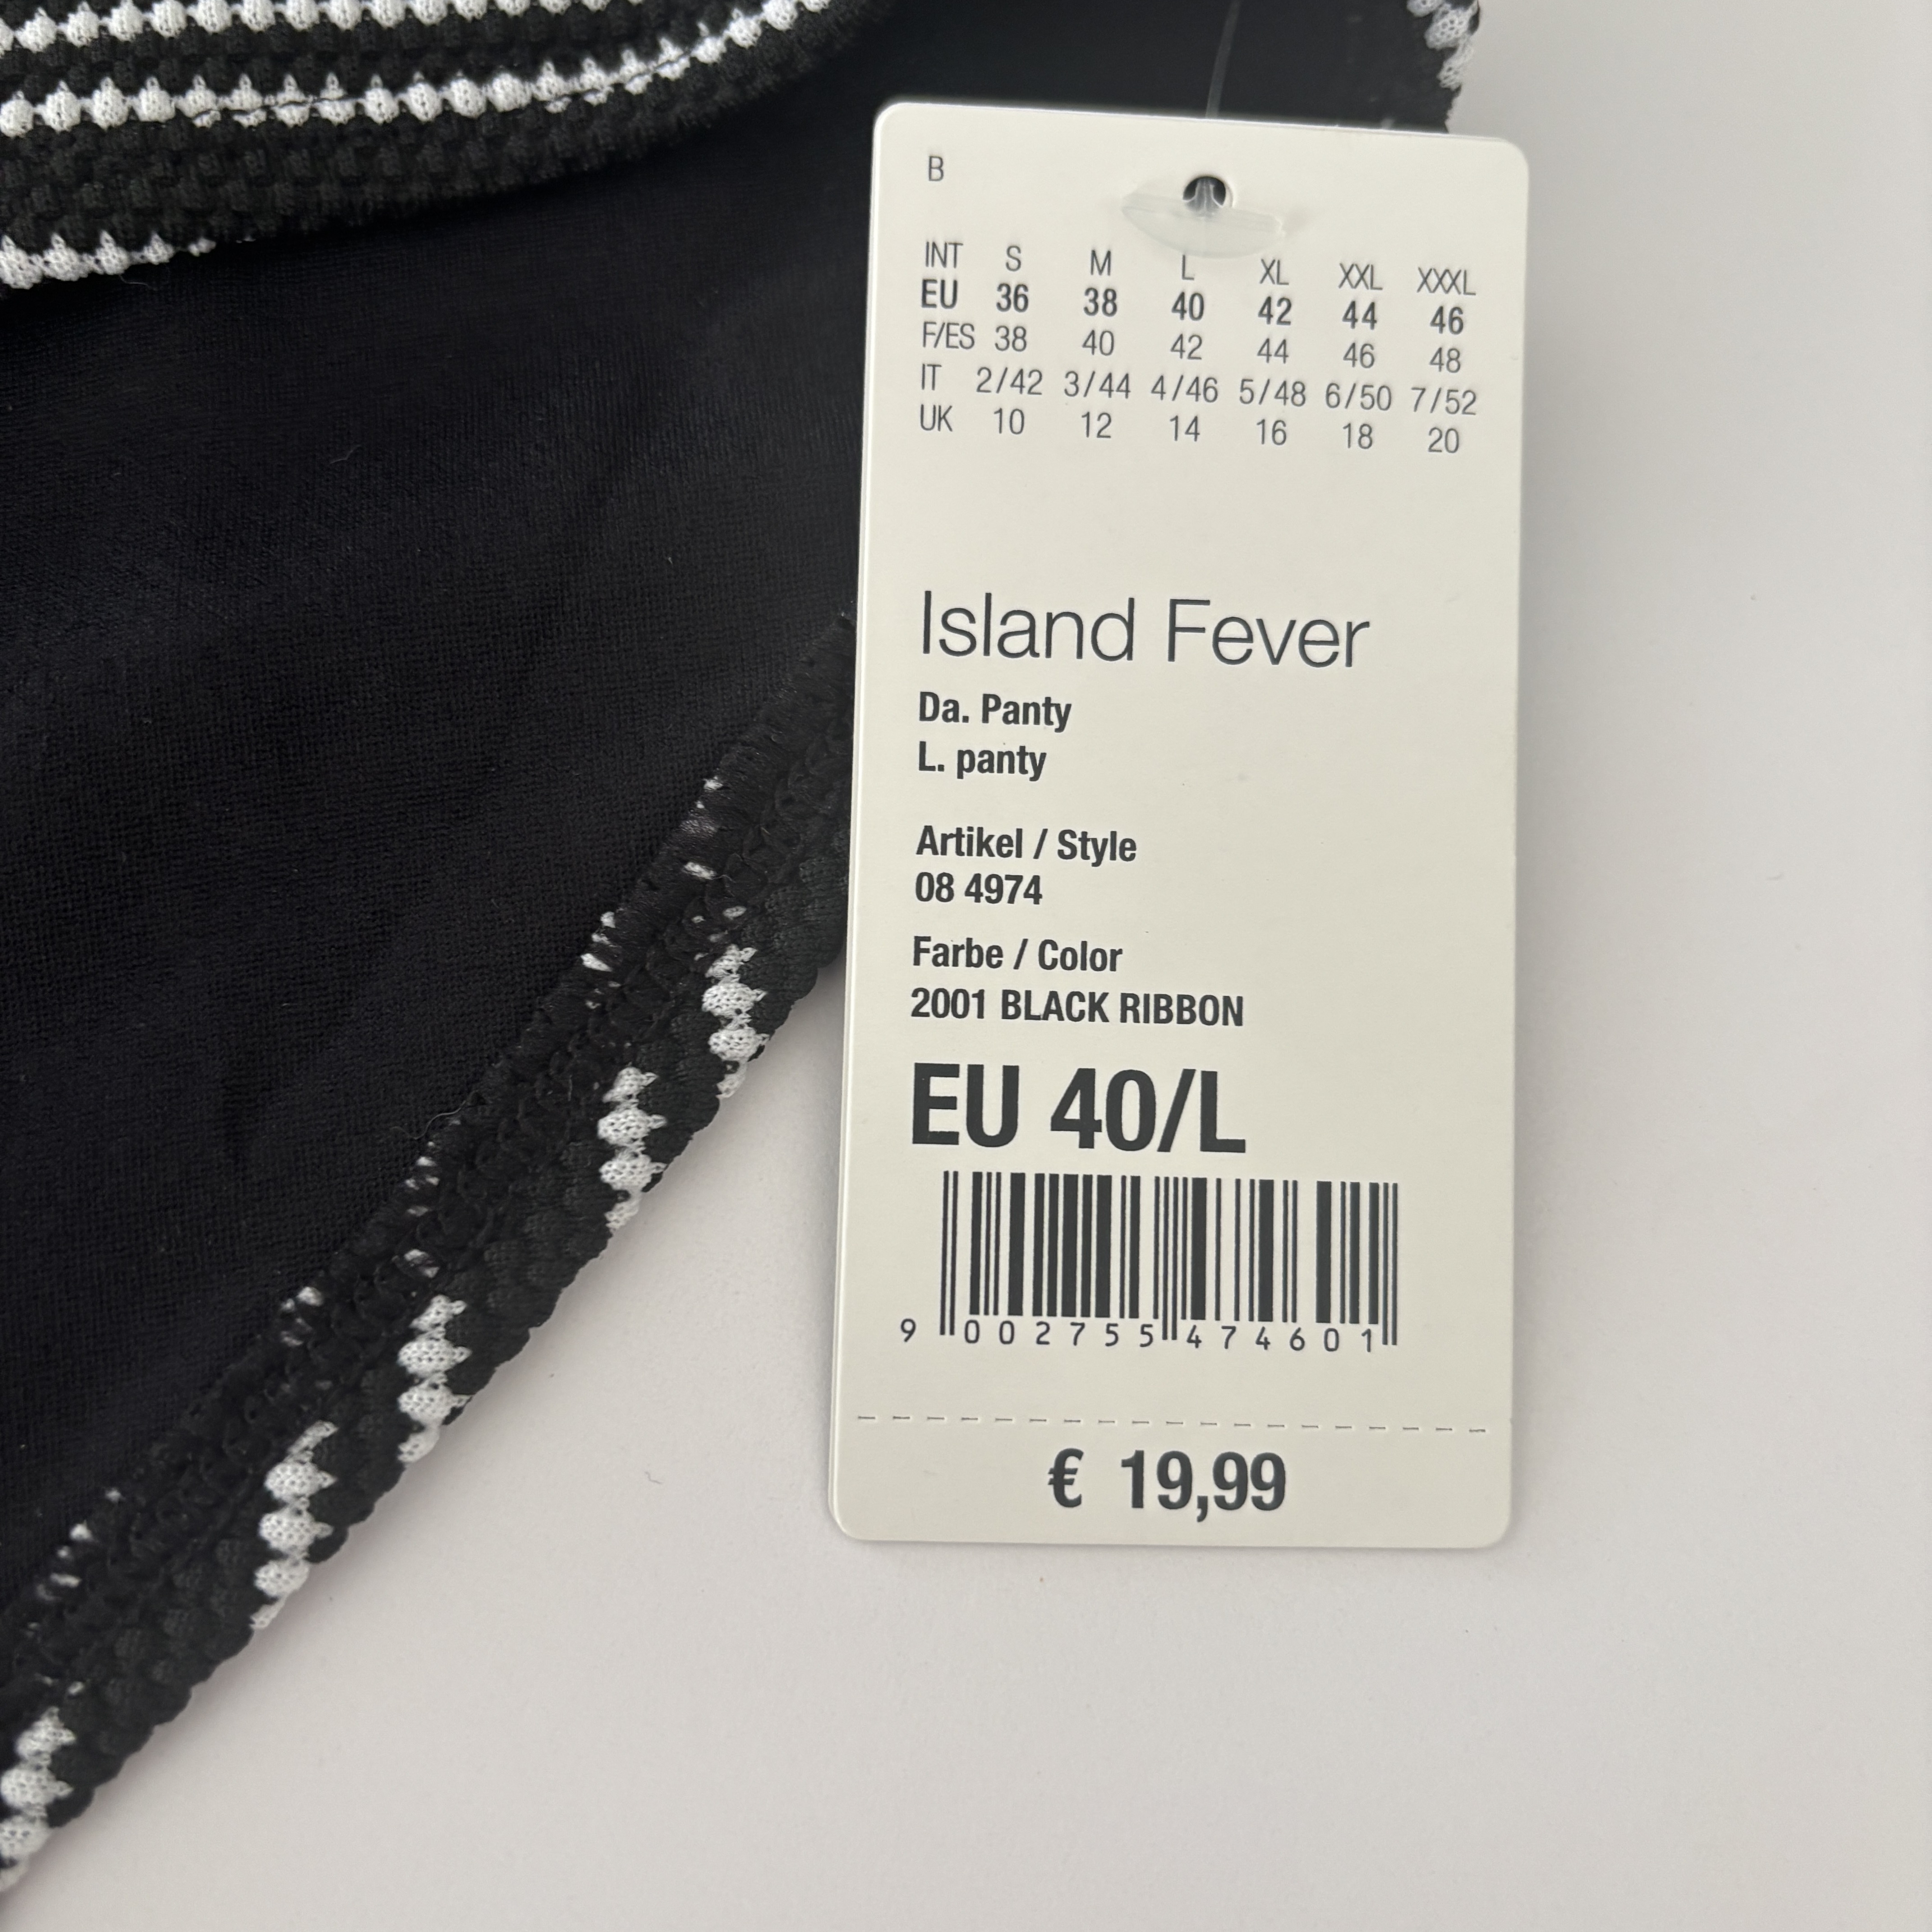 B
INT S M L XL XXL XXXL
EU 36 38 40 42 44 46
F/ES 38 40 42 44 46 48
IT 2/42 3/44 4/46 5/48 6/50 7/52
UK 10 12 14 16 18 20
Island Fever
Da. Panty
L. panty
Artikel / Style
08 4974
Farbe / Color
2001 BLACK RIBBON
EU 40/L
9 002755 474601
€ 19,99